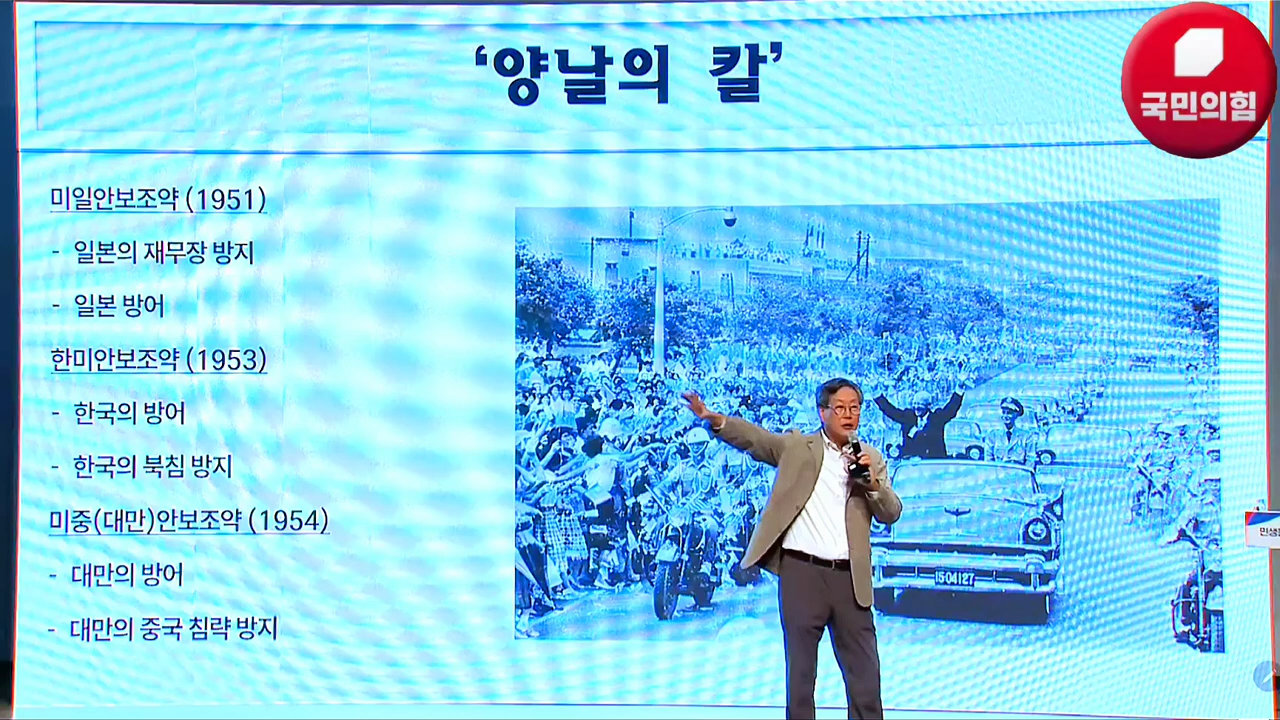 ‘양날의 칼’
국민의힘
미일안보조약 (1951)
- 일본의 재무장 방지
- 일본 방어
한미안보조약 (1953)
- 한국의 방어
- 한국의 북침 방지
미중(대만)안보조약 (1954)
- 대만의 방어
- 대만의 중국 침략 방지
1504127
민생